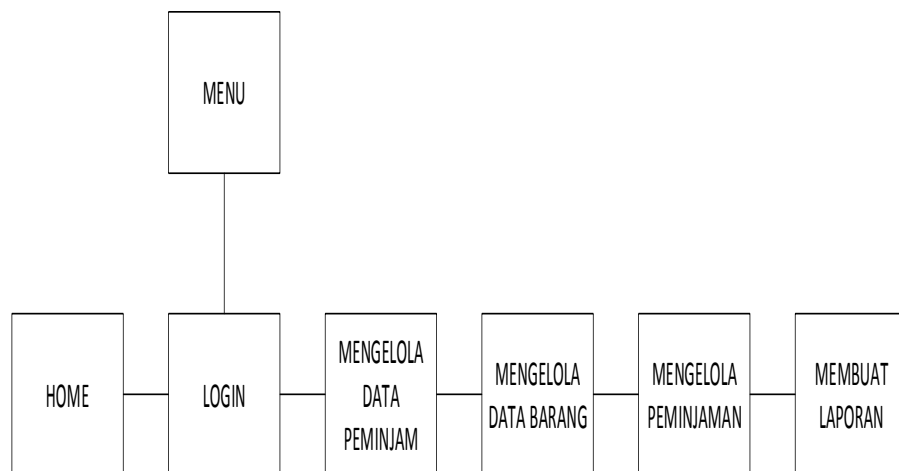 MENU
HOME
LOGIN
MENGELOLA
DATA
PEMINJAM
MENGELOLA
DATA BARANG
MENGELOLA
PEMINJAMAN
MEMBUAT
LAPORAN